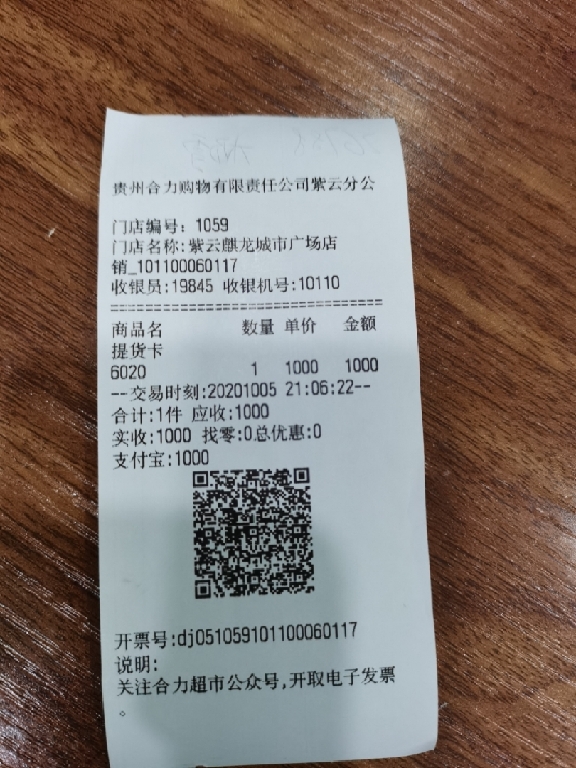 贵州合力购物有限责任公司紫云分公
门店编号: 1059
门店名称:紫云麒龙城市广场店
销_101100060117
收银员:19845 收银机号:10110
商品名 数量 单价 金额
提货卡
6020 1 1000 1000
--交易时刻:20201005 21:06:22--
合计:1件 应收:1000
实收:1000 找零:0总优惠:0
支付宝:1000
开票号:dj051059101100060117
说明:
关注合力超市公众号,开取电子发票
。